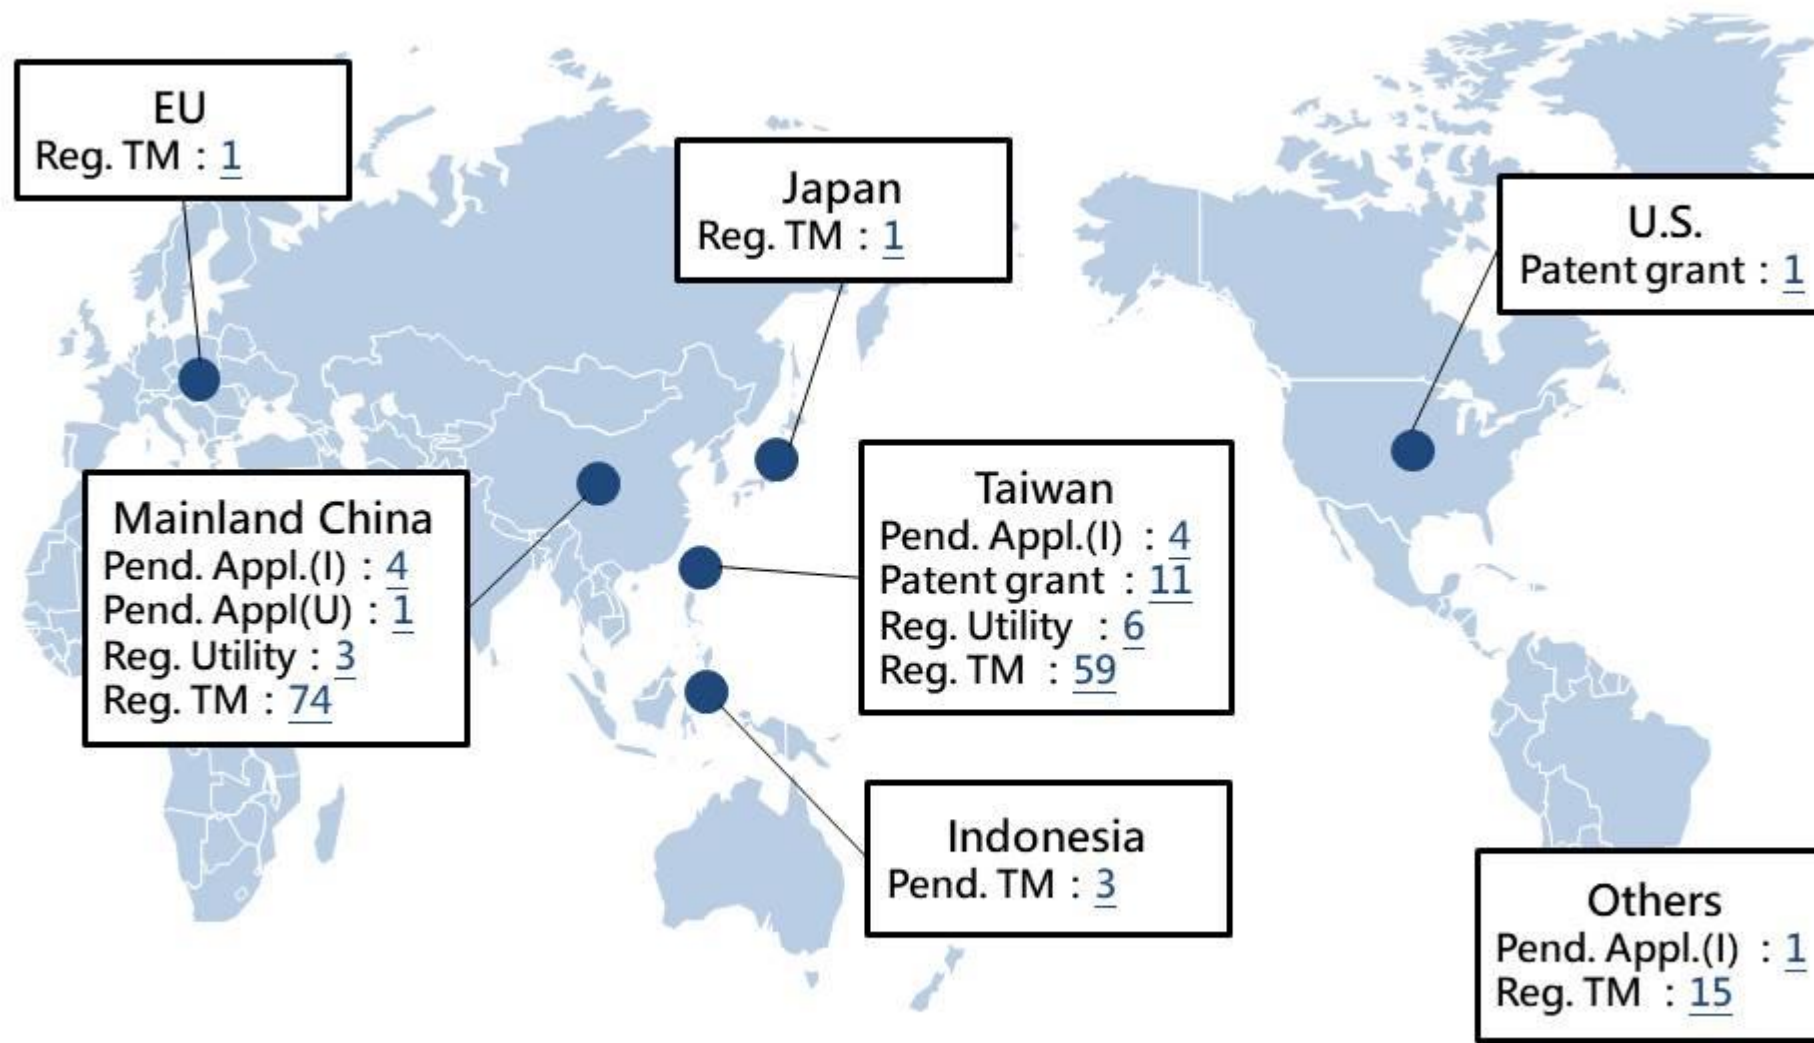 EU
Reg. TM : 1
Japan
Reg. TM : 1
U.S.
Patent grant : 1
Mainland China
Pend. Appl.(I) : 4
Pend. Appl(U) : 1
Reg. Utility : 3
Reg. TM : 74
Taiwan
Pend. Appl.(I) : 4
Patent grant : 11
Reg. Utility : 6
Reg. TM : 59
Indonesia
Pend. TM : 3
Others
Pend. Appl.(I) : 1
Reg. TM : 15